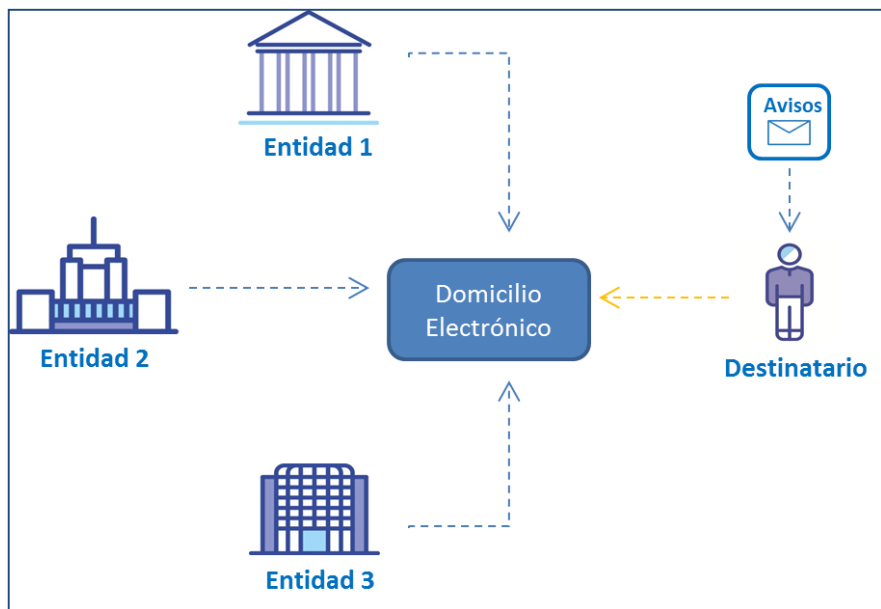 Entidad 1
Avisos
Entidad 2
Domicilio
Electrónico
Destinatario
Entidad 3